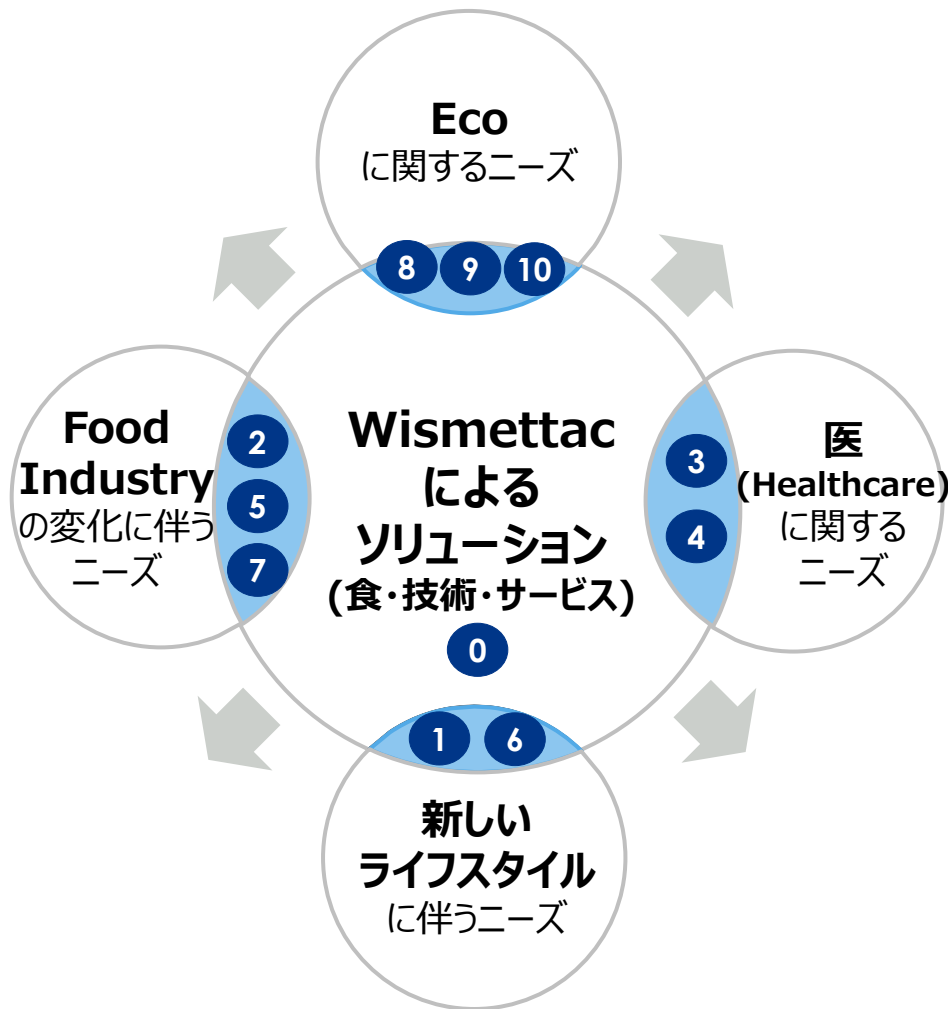 Eco
に関するニーズ
8 9 10
Food
Industry
の変化に伴う
ニーズ
2
5
7
Wismettac
による
ソリューション
(食・技術・サービス)
0
3
4
医
(Healthcare)
に関する
ニーズ
1 6
新しい
ライフスタイル
に伴うニーズ